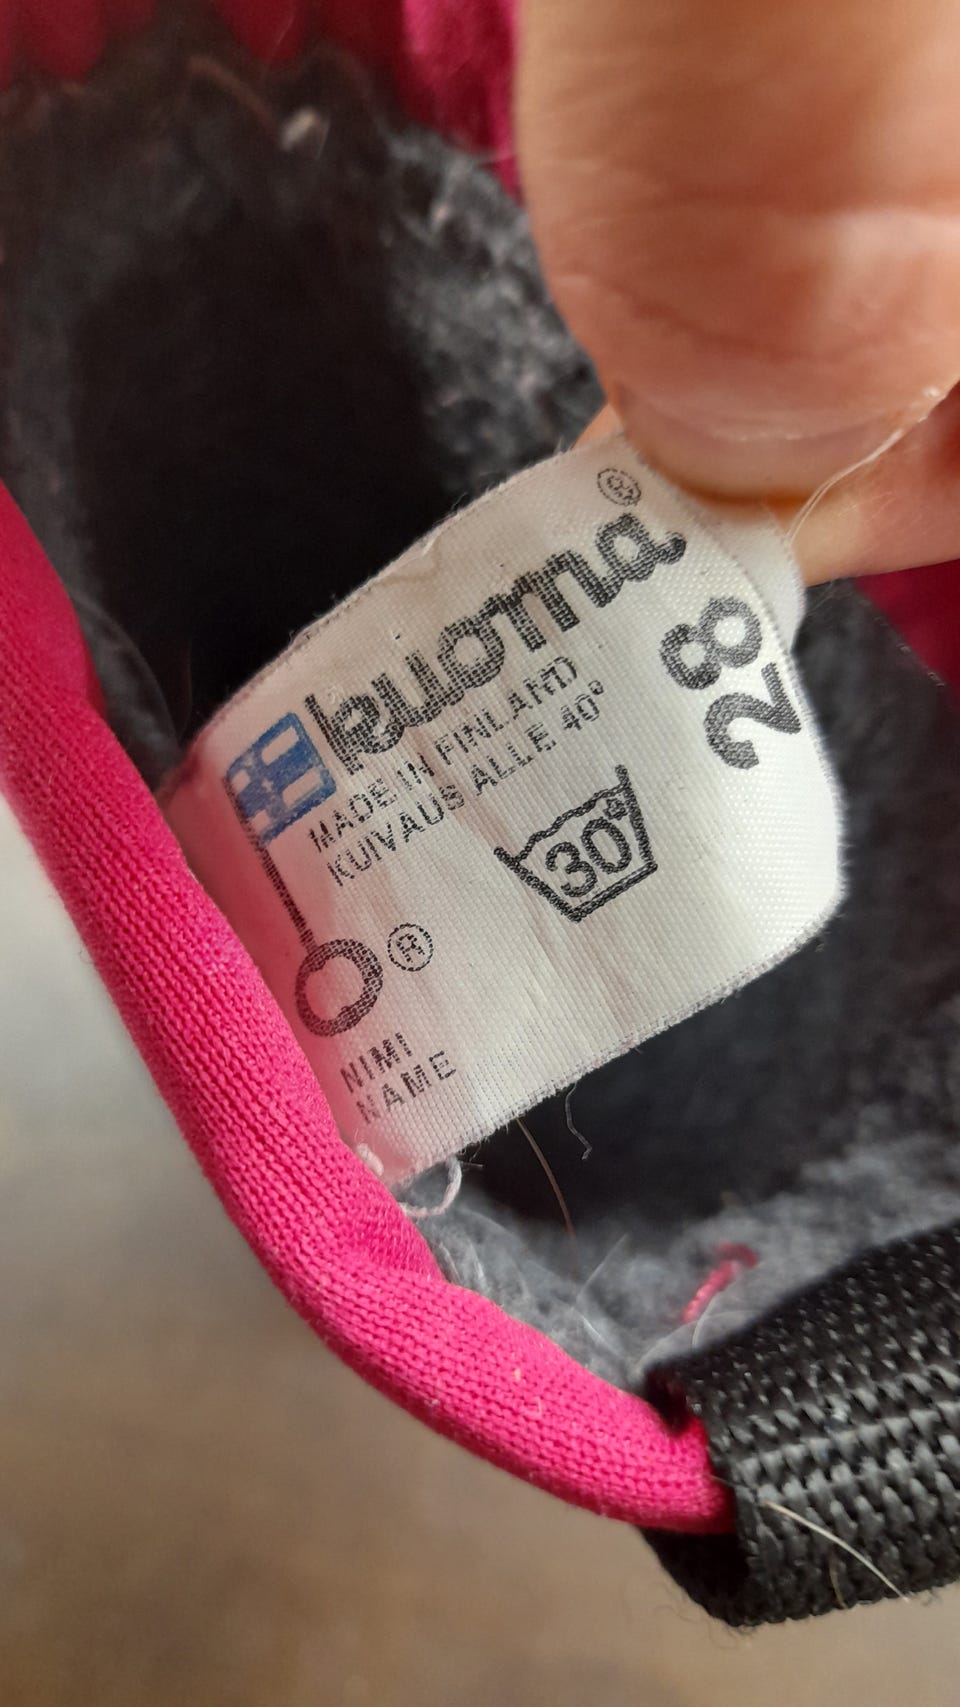 kuoma®
MADE IN FINLAND
KUIVAUS ALLE 40°
28
30°
®
NIMI
NAME